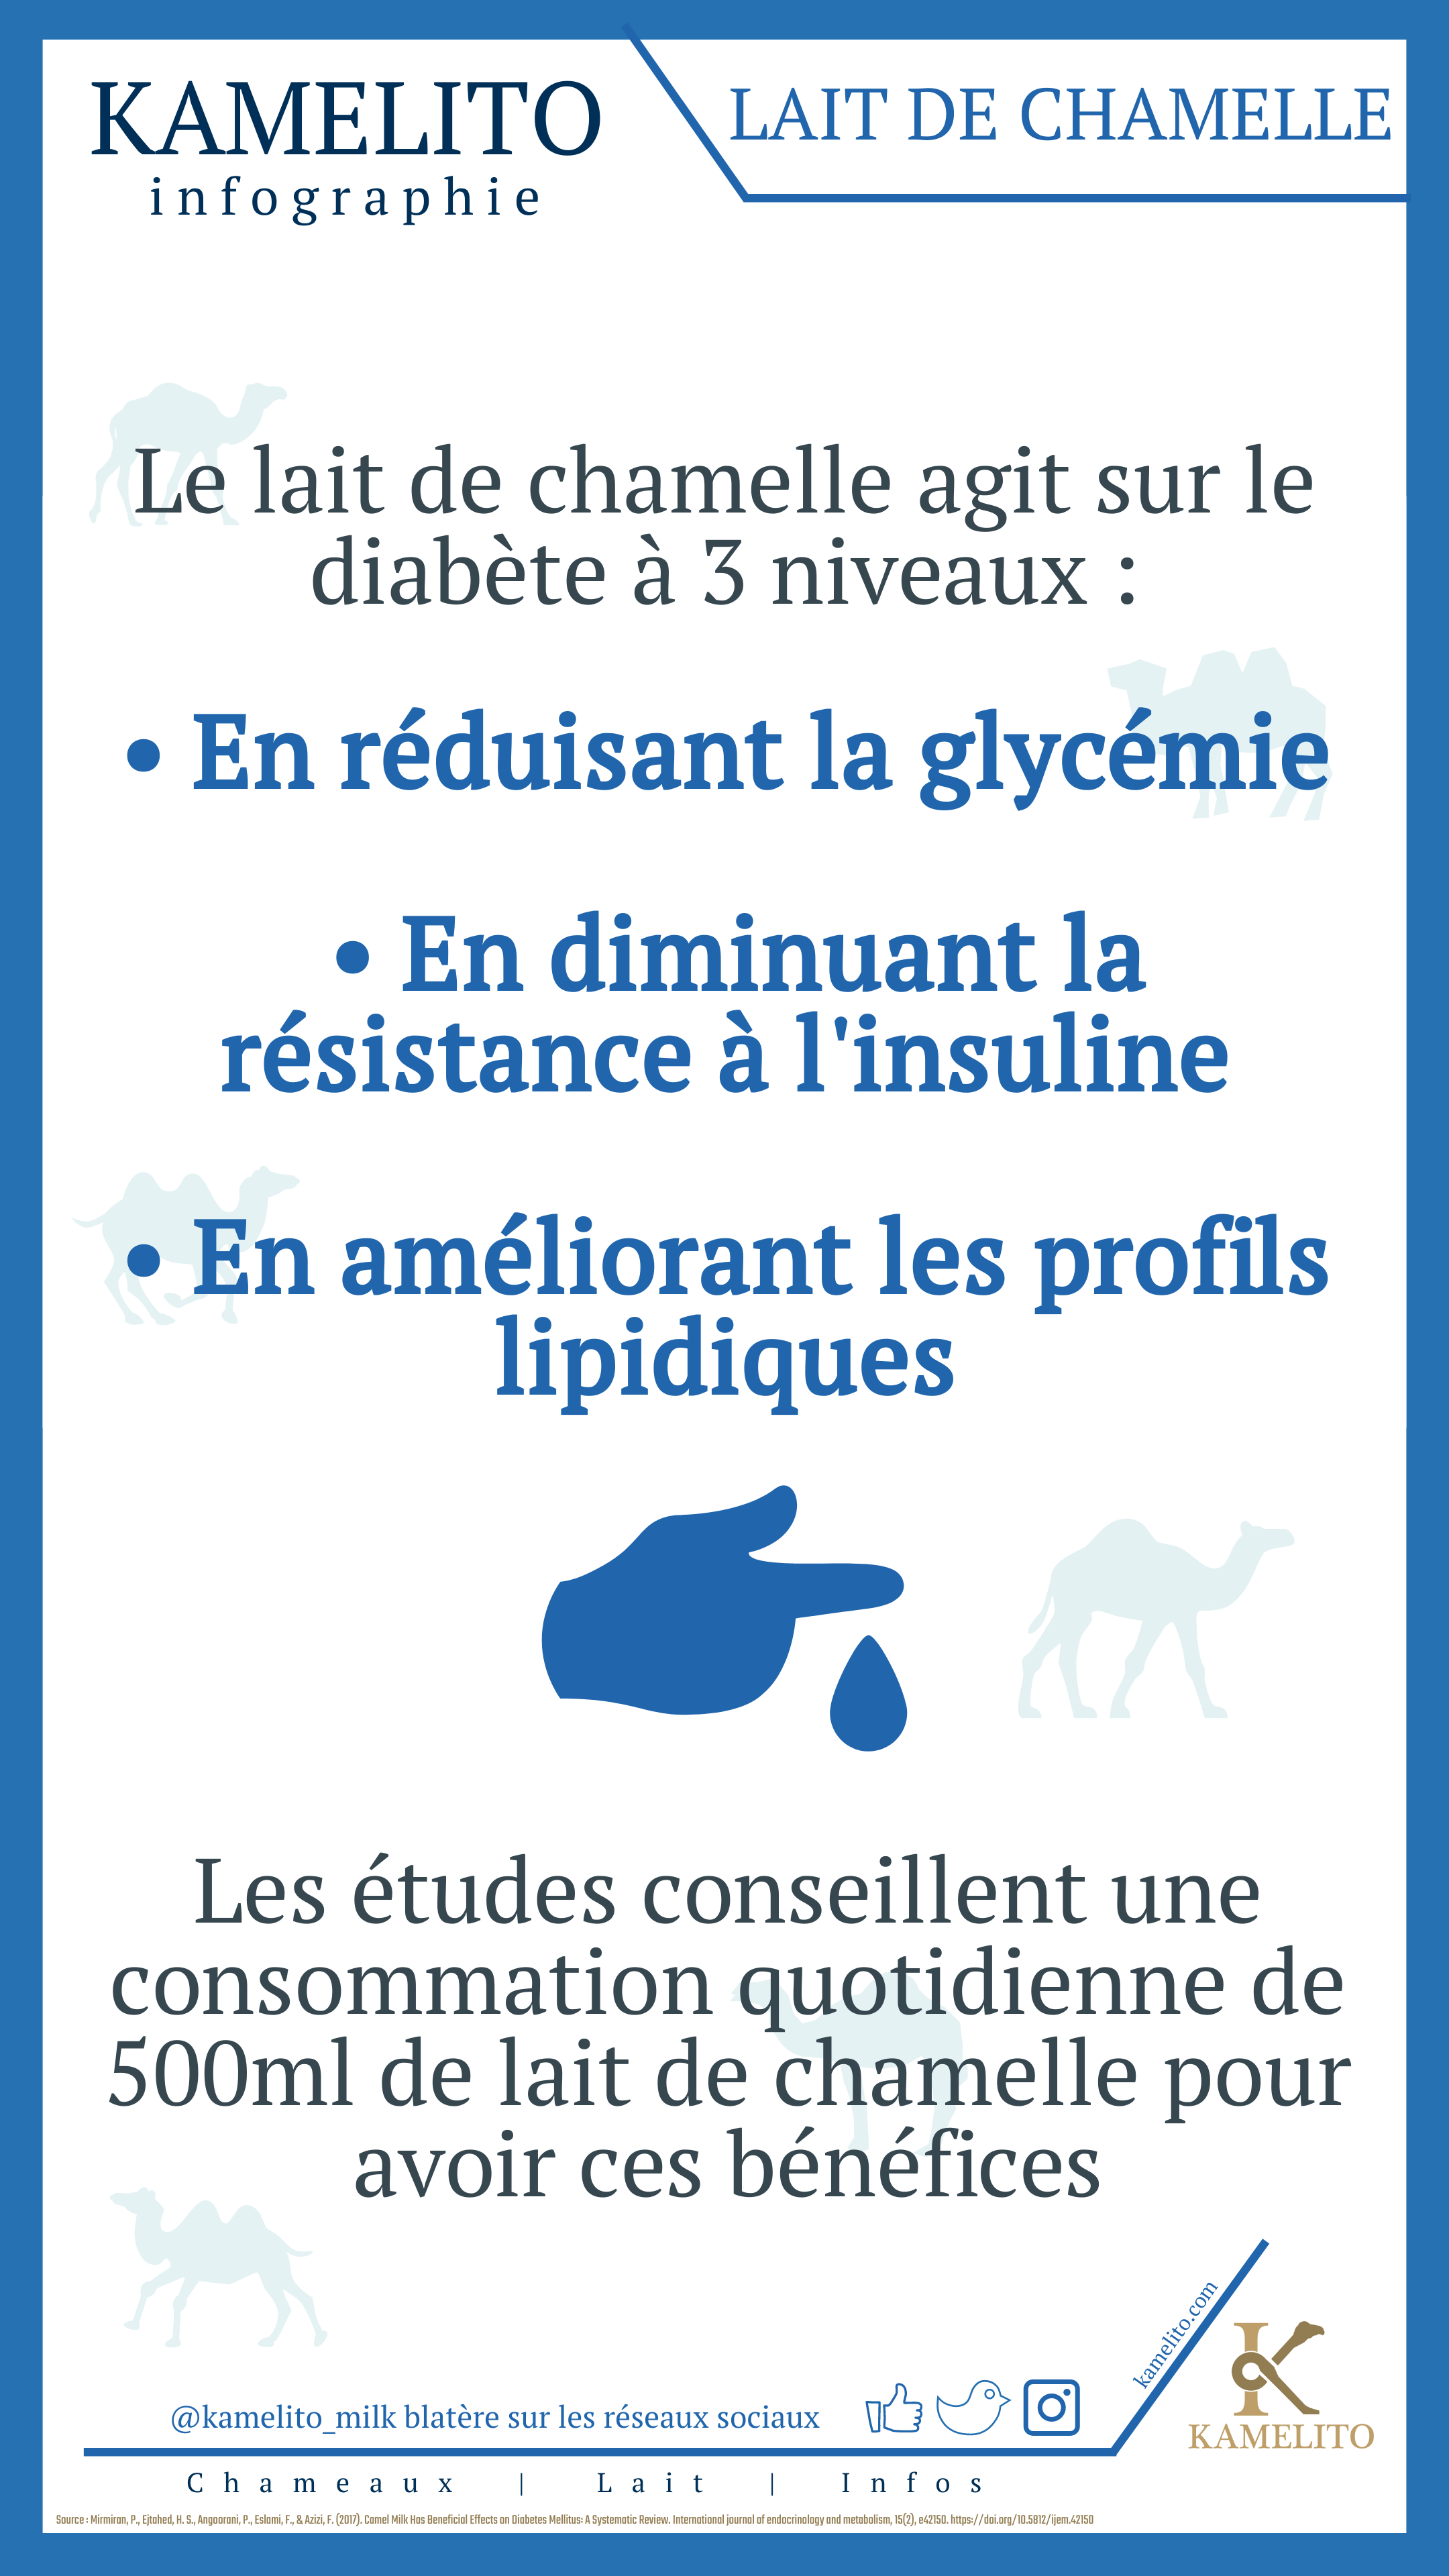 KAMELITO
infographie
LAIT DE CHAMELLE
Le lait de chamelle agit sur le
diabète à 3 niveaux :
• En réduisant la glycémie
• En diminuant la
résistance à l'insuline
• En améliorant les profils
lipidiques
Les études conseillent une
consommation quotidienne de
500ml de lait de chamelle pour
avoir ces bénéfices
kamelito.com
KAMELITO
@kamelito_milk blatère sur les réseaux sociaux
Chameaux | Lait | Infos
Source : Mirmiran, P., Ejtahed, H. S., Angoorani, P., Eslami, F., & Azizi, F. (2017). Camel Milk Has Beneficial Effects on Diabetes Mellitus: A Systematic Review. International journal of endocrinology and metabolism, 15(2), e42150. https://doi.org/10.5812/ijem.42150